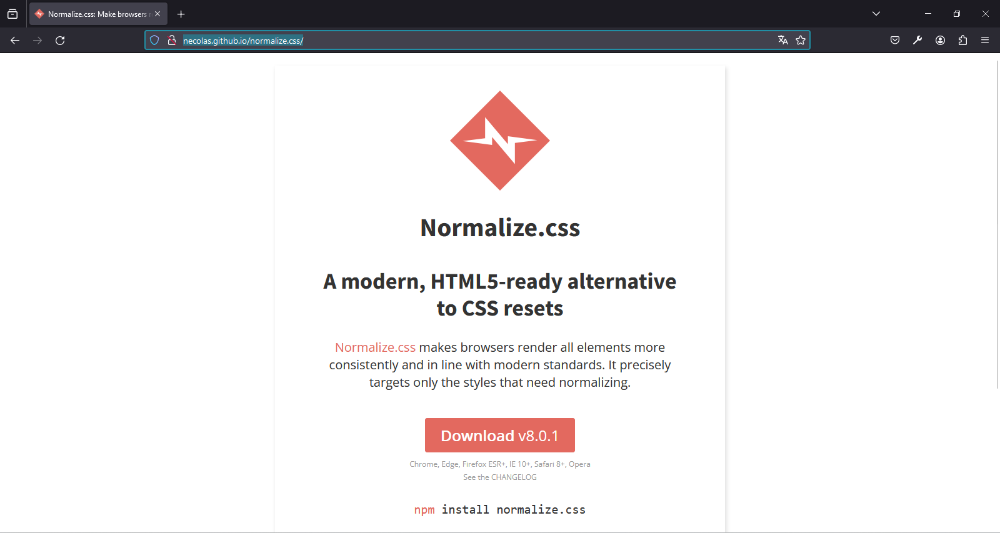 Normalize.css: Make browsers
necolas.github.io/normalize.css/
Normalize.css
A modern, HTML5-ready alternative
to CSS resets
Normalize.css makes browsers render all elements more
consistently and in line with modern standards. It precisely
targets only the styles that need normalizing.
Download v8.0.1
Chrome, Edge, Firefox ESR+, IE 10+, Safari 8+, Opera
See the CHANGELOG
npm install normalize.css